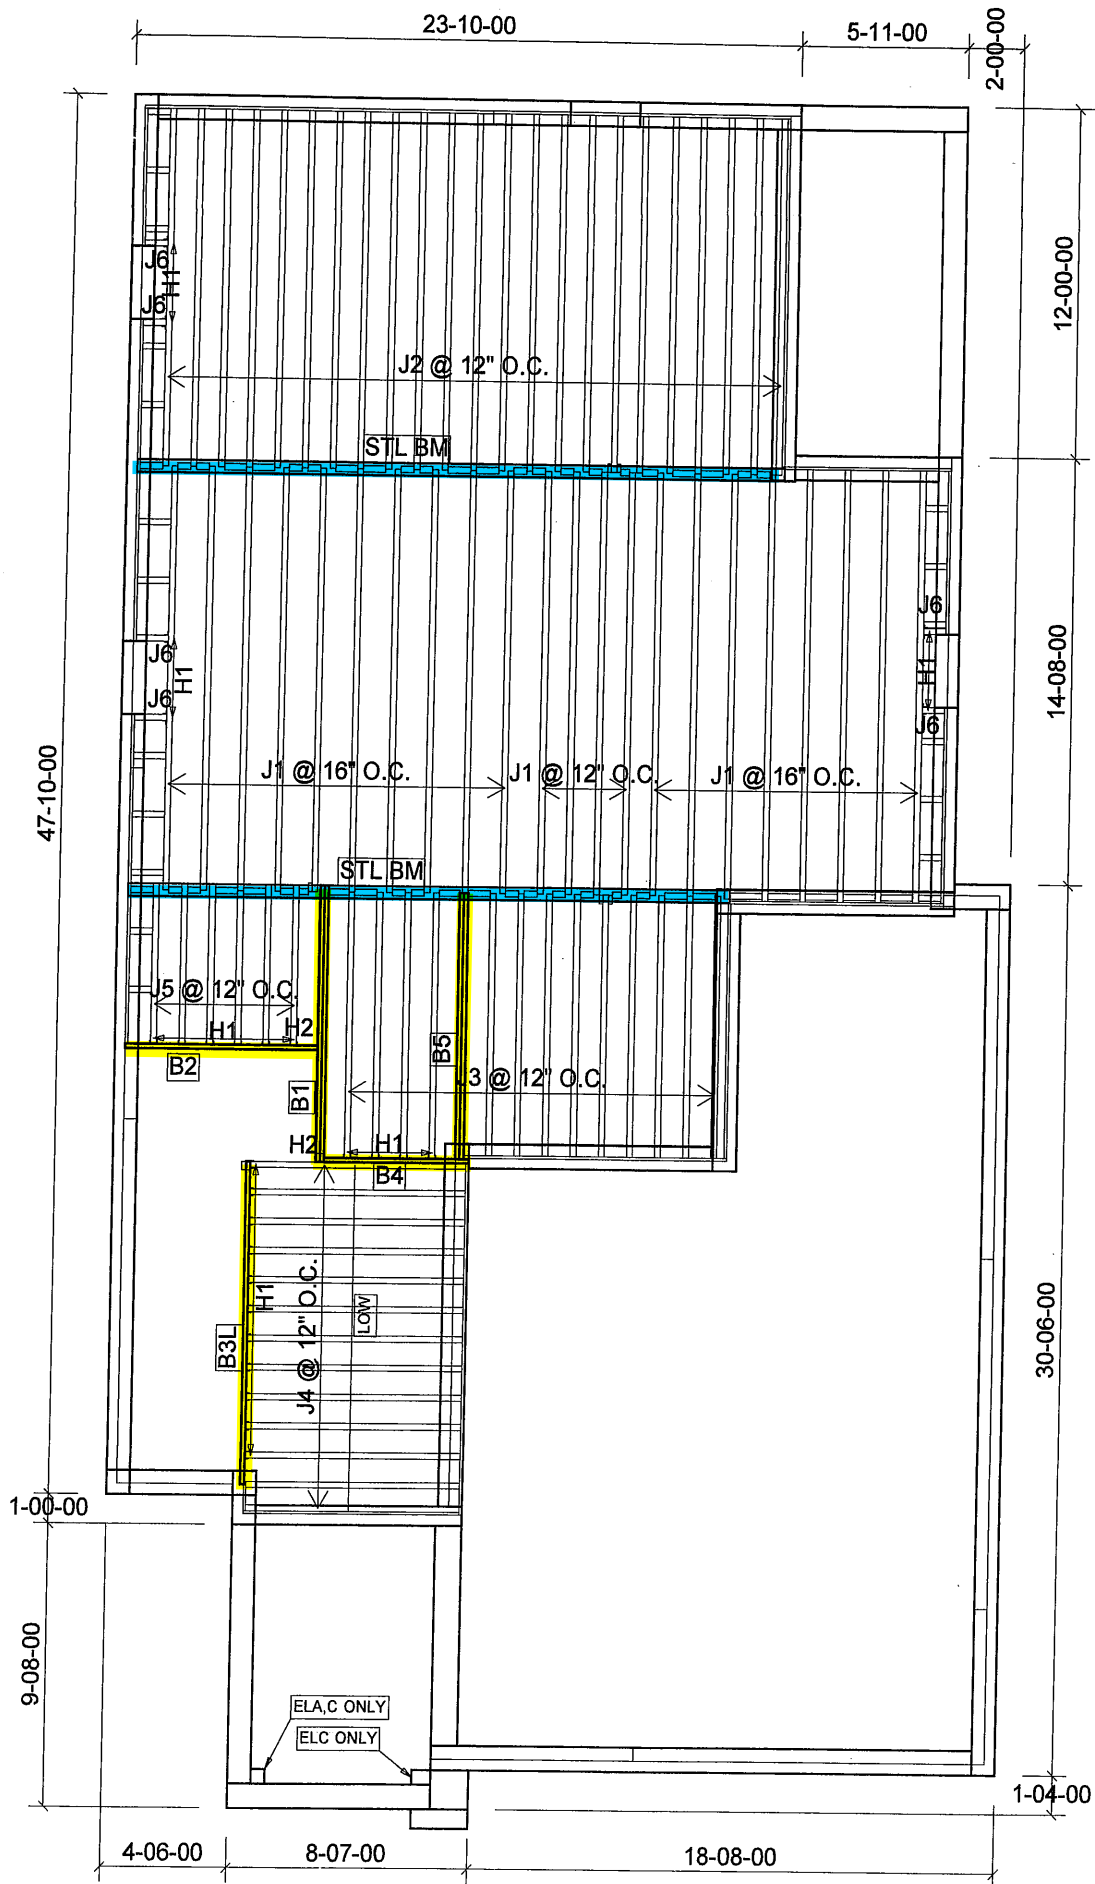 23-10-00
5-11-00
2-00-00
12-00-00
J6
H1
J6
J2 @ 12" O.C.
STL BM
J6
H1
J6
J6
H1
J6
14-08-00
47-10-00
J1 @ 16" O.C.
J1 @ 12" O.C.
J1 @ 16" O.C.
STL BM
J5 @ 12" O.C.
H1
H2
B2
B1
B5
J3 @ 12" O.C.
H2
H1
B4
H1
J4 @ 12" O.C.
LOW
B3L
30-06-00
1-00-00
9-08-00
ELA,C ONLY
ELC ONLY
1-04-00
4-06-00
8-07-00
18-08-00